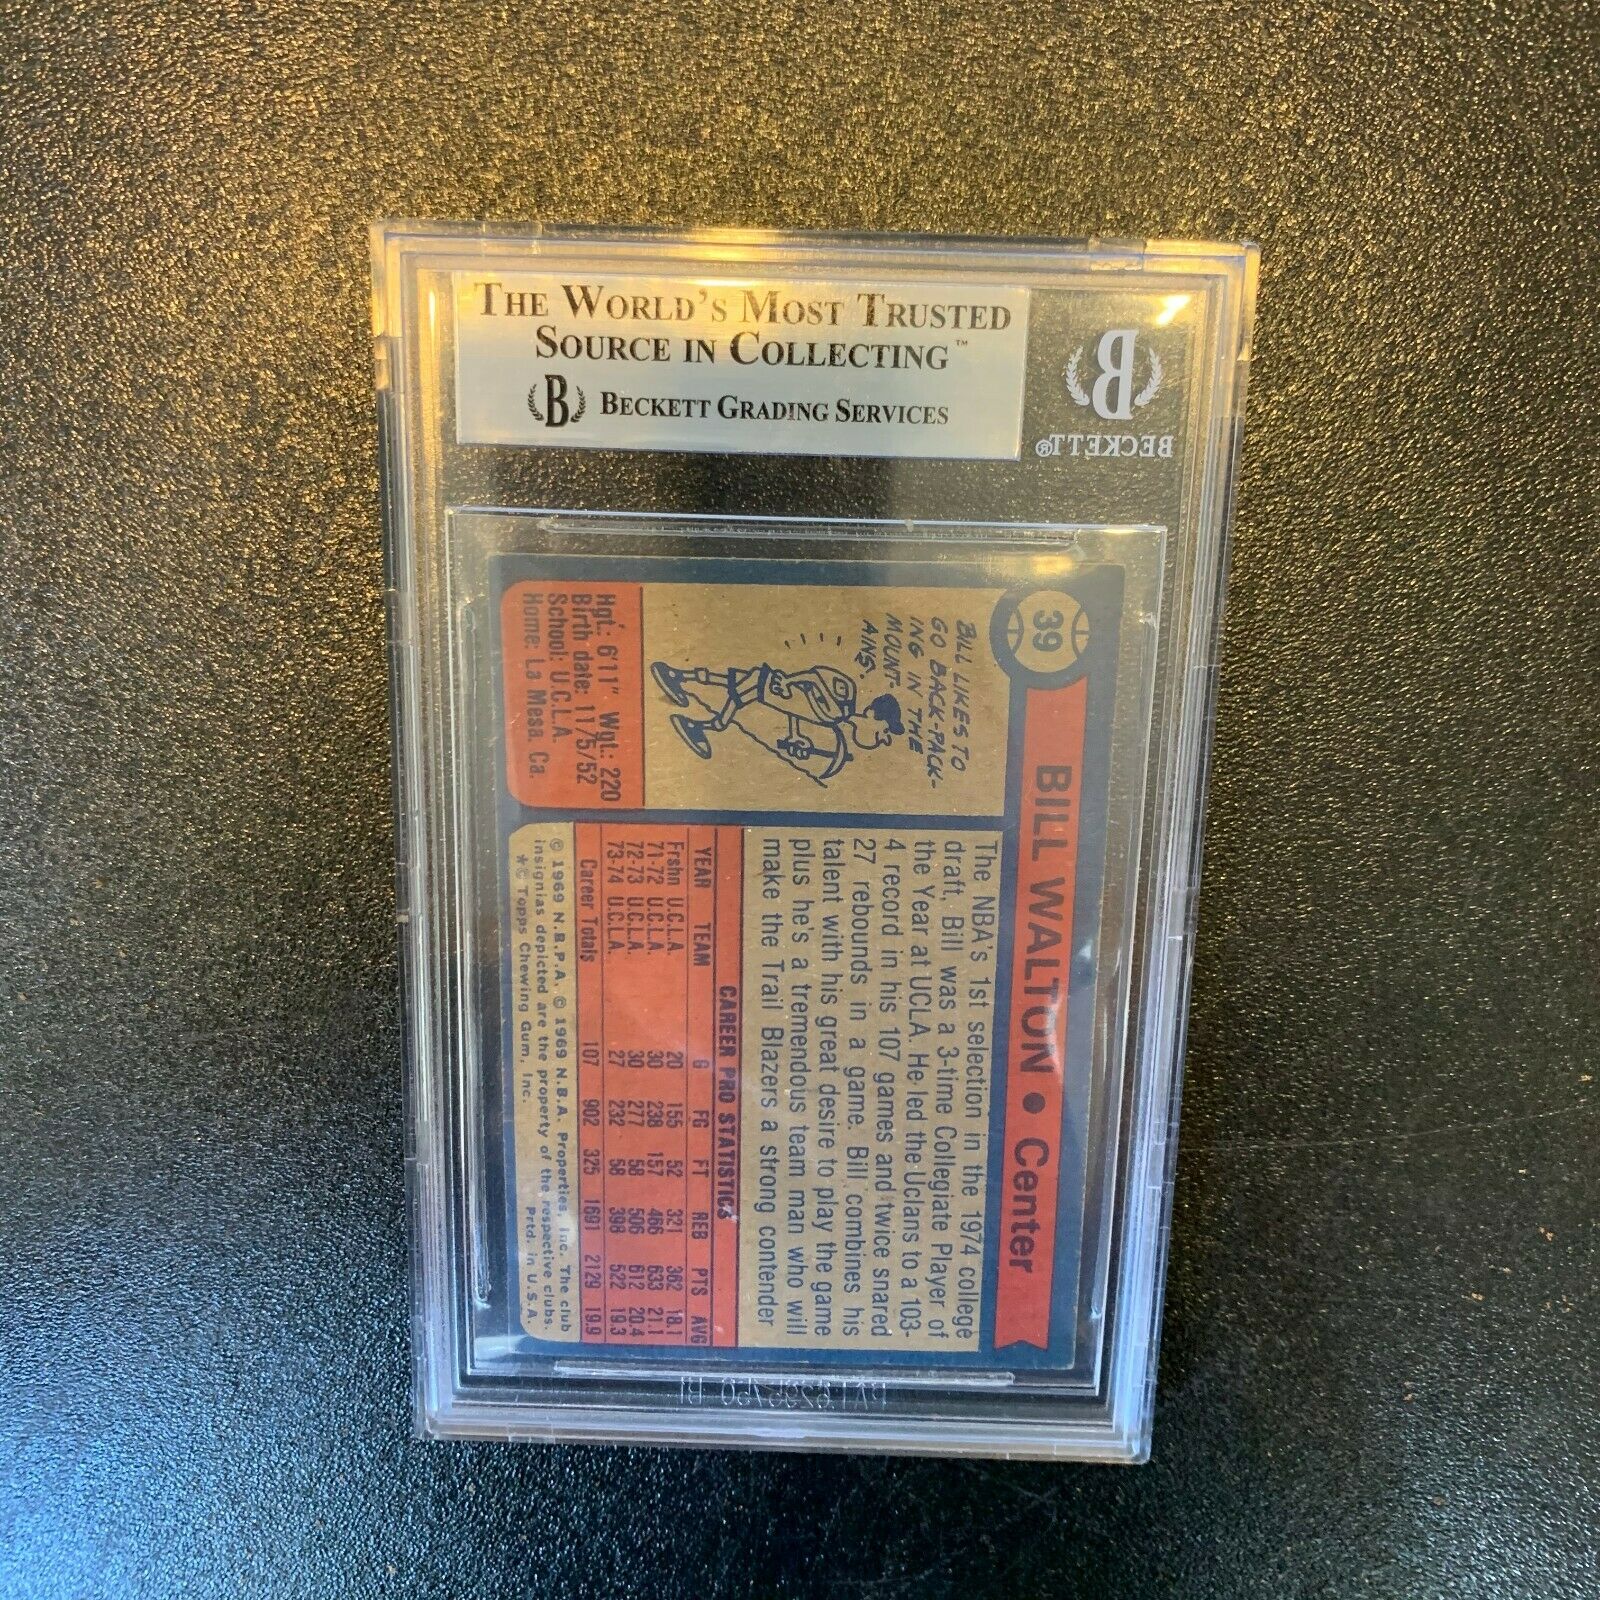 THE WORLD'S MOST TRUSTED
SOURCE IN COLLECTING™
B BECKETT GRADING SERVICES
B
BECKETT®
39
BILL WALTON • Center
BILL LIKES TO
GO BACK-PACK-
ING IN THE
MOUNT-
AINS.
Hgt.: 6'11" Wgt.: 220
Birth date: 11/5/52
School: U.C.L.A.
Home: La Mesa, Ca.
The NBA's 1st selection in the 1974 college
draft, Bill was a 3-time Collegiate Player of
the Year at UCLA. He led the Uclans to a 103-
4 record in his 107 games and twice snared
27 rebounds in a game. Bill combines his
talent with his great desire to play the game
plus he's a tremendous team man who will
make the Trail Blazers a strong contender
CAREER PRO STATISTICS
YEAR TEAM G FG FT REB PTS AVG
Frshn U.C.L.A. 20 155 52 321 362 18.1
71-72 U.C.L.A. 30 238 157 466 633 21.1
72-73 U.C.L.A. 30 277 58 506 612 20.4
73-74 U.C.L.A. 27 232 58 398 522 19.3
Career Totals 107 902 325 1691 2129 19.9
© 1969 N.B.P.A. © 1969 N.B.A. Properties, Inc. The club
insignias depicted are the property of the respective clubs.
*© Topps Chewing Gum, Inc. Prtd. in U.S.A.